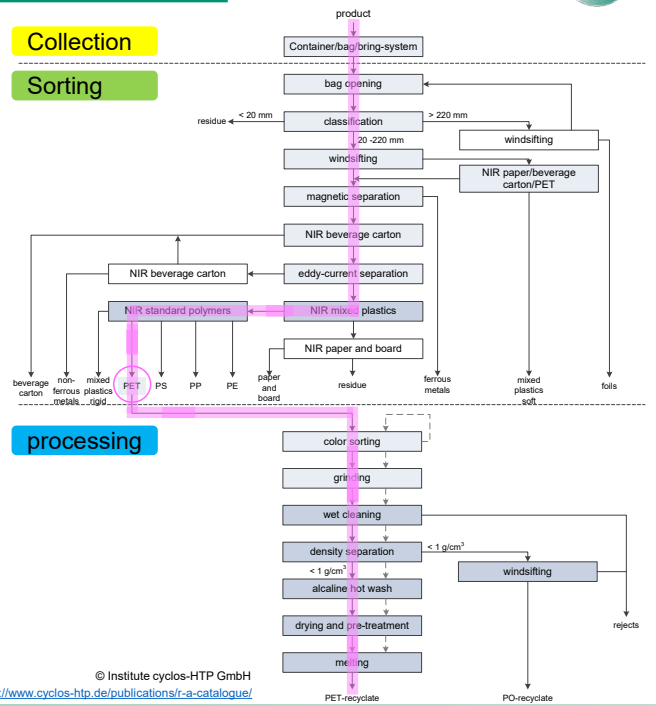 product
Collection
Container/bag/bring-system
Sorting
bag opening
residue
< 20 mm
classification
> 220 mm
windsifting
20 -220 mm
windsifting
NIR paper/beverage
carton/PET
magnetic separation
NIR beverage carton
NIR beverage carton
eddy-current separation
NIR standard polymers
NIR mixed plastics
NIR paper and board
beverage
carton
non-
ferrous
metals
mixed
plastics
rigid
PET
PS
PP
PE
paper
and
board
residue
ferrous
metals
mixed
plastics
soft
foils
processing
color sorting
grinding
wet cleaning
density separation
< 1 g/cm³
< 1 g/cm³
windsifting
alcaline hot wash
drying and pre-treatment
rejects
melting
© Institute cyclos-HTP GmbH
://www.cyclos-htp.de/publications/r-a-catalogue/
PET-recyclate
PO-recyclate